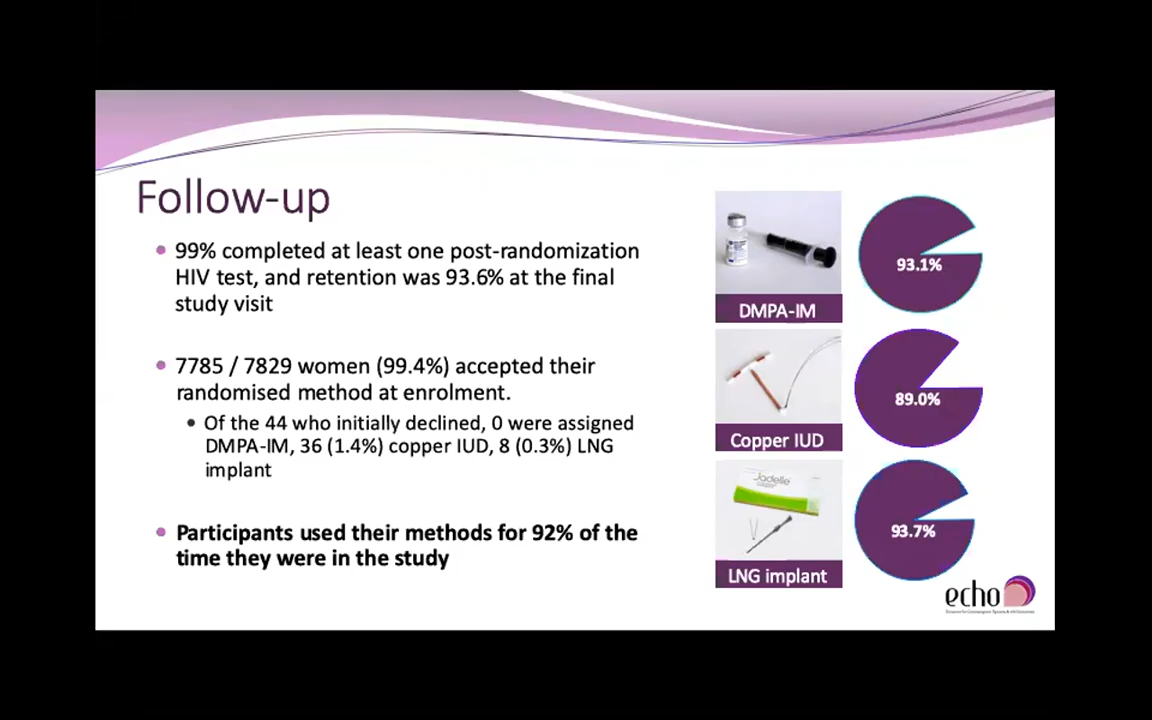 Follow-up
• 99% completed at least one post-randomization
HIV test, and retention was 93.6% at the final
study visit
• 7785 / 7829 women (99.4%) accepted their
randomised method at enrolment.
• Of the 44 who initially declined, 0 were assigned
DMPA-IM, 36 (1.4%) copper IUD, 8 (0.3%) LNG
implant
• Participants used their methods for 92% of the
time they were in the study
DMPA-IM
93.1%
Copper IUD
89.0%
Jadelle
LNG implant
93.7%
echo